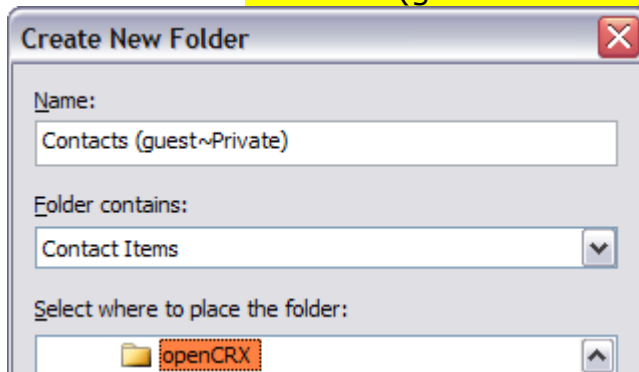 Create New Folder
Name:
Contacts (guest~Private)
Folder contains:
Contact Items
Select where to place the folder:
openCRX